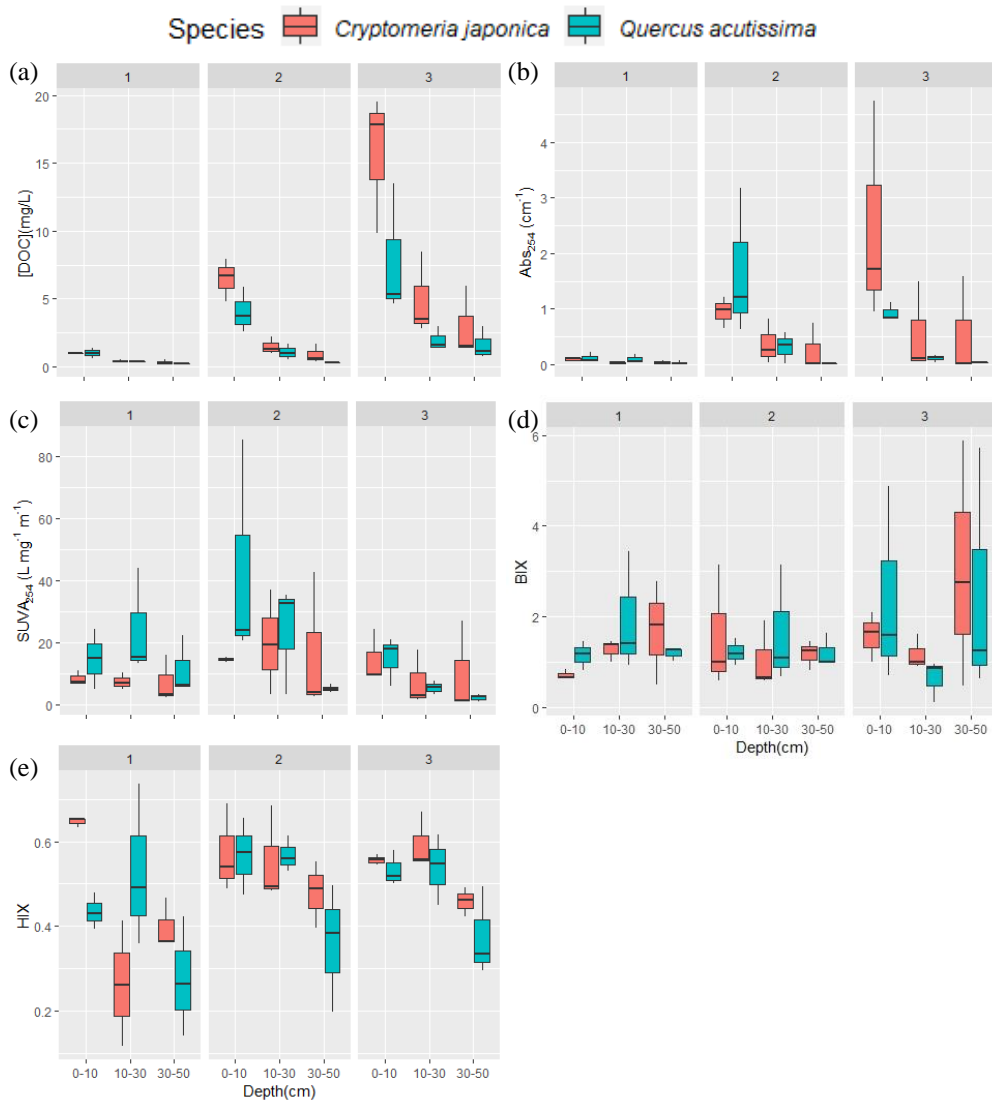 Species Cryptomeria japonica Quercus acutissima
(a)
1 2 3
20
15
10
5
0
[DOC](mg/L)
(b)
1 2 3
4
3
2
1
0
Abs254 (cm-1)
(c)
1 2 3
80
60
40
20
0
SUVA254 (L mg-1 m-1)
(d)
1 2 3
6
4
2
0
BIX
0-10 10-30 30-50 0-10 10-30 30-50 0-10 10-30 30-50
Depth(cm)
(e)
1 2 3
0.6
0.4
0.2
HIX
0-10 10-30 30-50 0-10 10-30 30-50 0-10 10-30 30-50
Depth(cm)